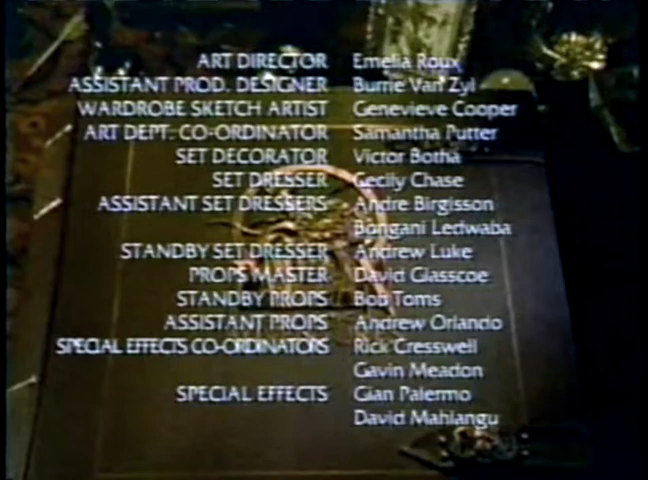 ART DIRECTOR Emelia Roux
ASSISTANT PROD. DESIGNER Burrie Van Zyl
WARDROBE SKETCH ARTIST Genevieve Cooper
ART DEPT. CO-ORDINATOR Samantha Putter
SET DECORATOR Victor Botha
SET DRESSER Cecily Chase
ASSISTANT SET DRESSERS Andre Birgisson
Bongani Ledwaba
STANDBY SET DRESSER Andrew Luke
PROPS MASTER David Glasscoe
STANDBY PROPS Bob Toms
ASSISTANT PROPS Andrew Orlando
SPECIAL EFFECTS CO-ORDINATORS Rick Cresswell
Gavin Meadon
SPECIAL EFFECTS Gian Palermo
David Mahlangu